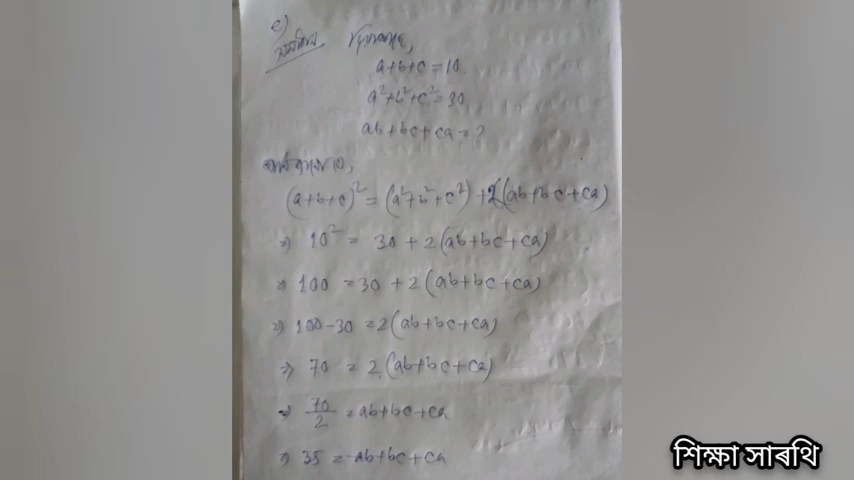 e)
a+b+c=10
a²+b²+c²=30
ab+bc+ca=?
(a+b+c)² = (a²+b²+c²)+2(ab+bc+ca)
⇒ 10² = 30 + 2(ab+bc+ca)
⇒ 100 = 30 + 2(ab+bc+ca)
⇒ 100-30 = 2(ab+bc+ca)
⇒ 70 = 2(ab+bc+ca)
⇒ 70/2 = ab+bc+ca
⇒ 35 = ab+bc+ca
শিক্ষা সাৰথি